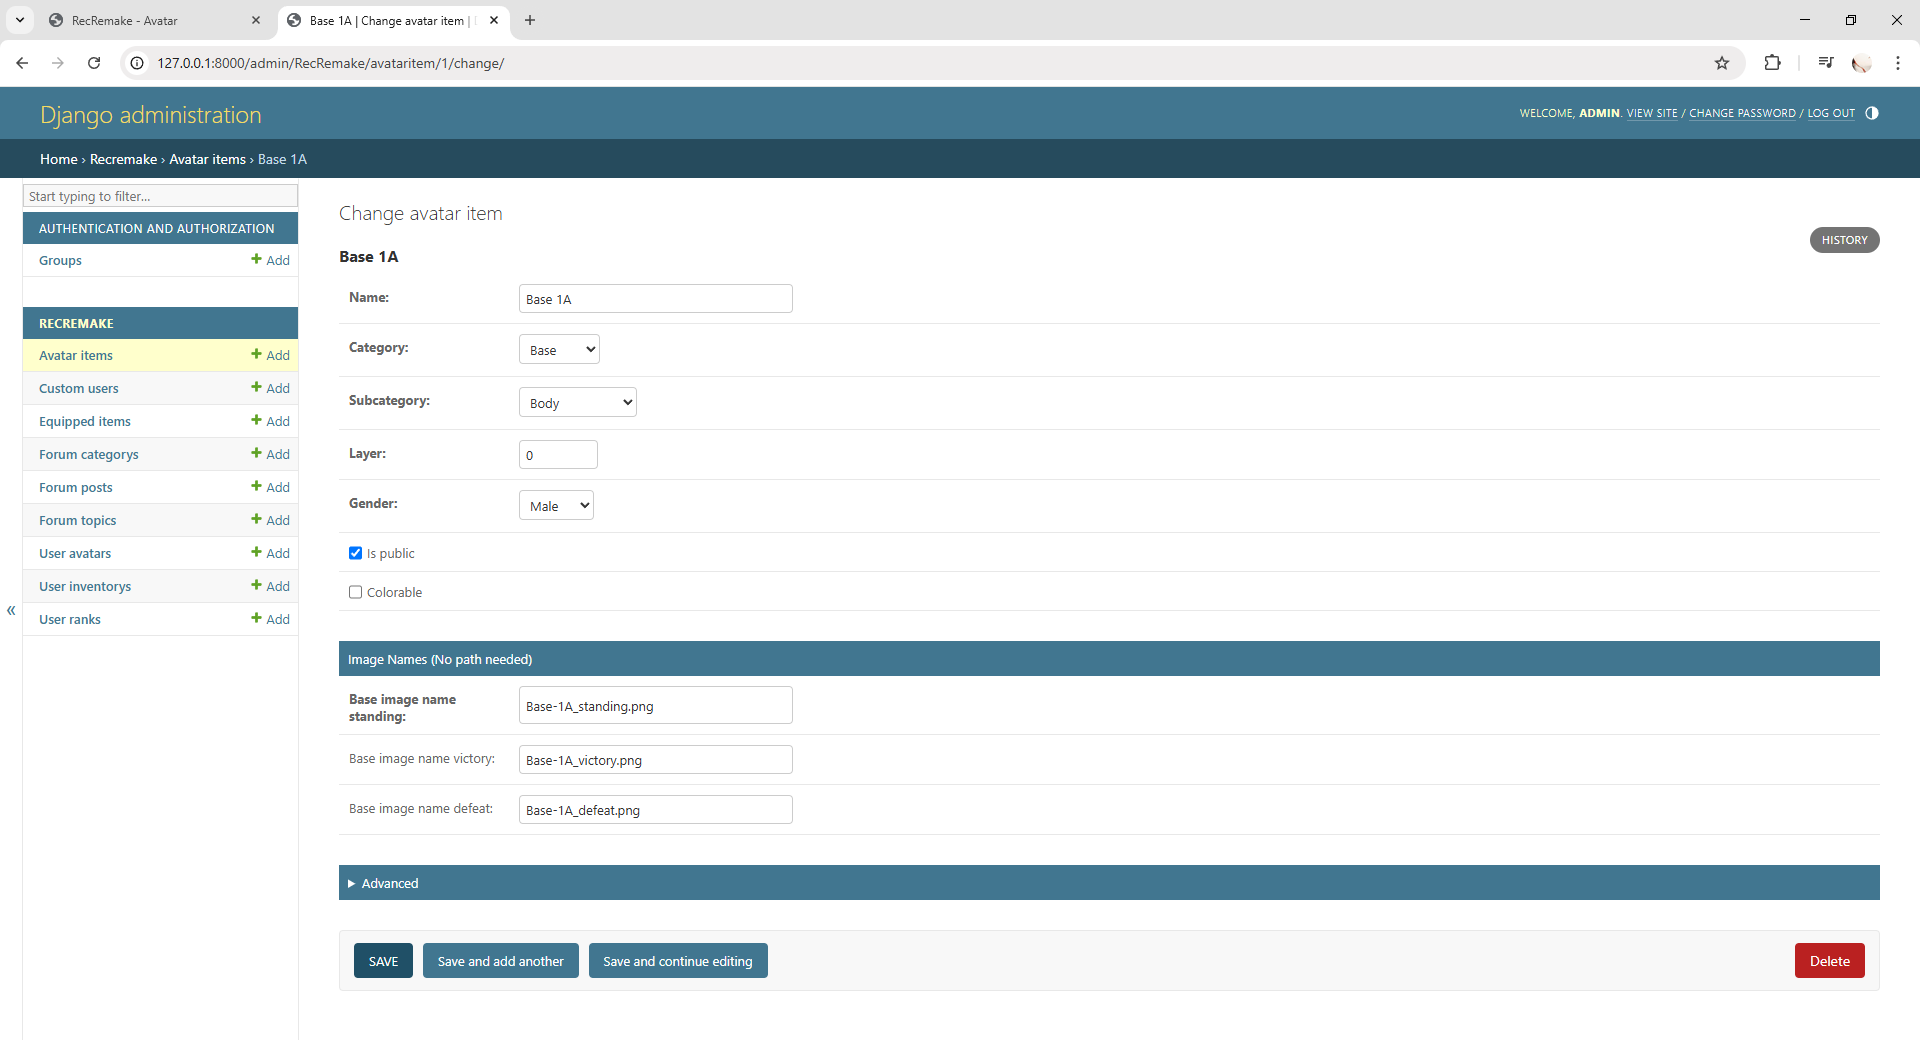 RecRemake - Avatar
Base 1A | Change avatar item |
127.0.0.1:8000/admin/RecRemake/avataritem/1/change/
Django administration
WELCOME, ADMIN. VIEW SITE / CHANGE PASSWORD / LOG OUT
Home › Recremake › Avatar items › Base 1A
Start typing to filter...
AUTHENTICATION AND AUTHORIZATION
Groups Add
RECREMAKE
Avatar items Add
Custom users Add
Equipped items Add
Forum categorys Add
Forum posts Add
Forum topics Add
User avatars Add
User inventorys Add
User ranks Add
«
Change avatar item
HISTORY
Base 1A
Name: Base 1A
Category: Base
Subcategory: Body
Layer: 0
Gender: Male
Is public
Colorable
Image Names (No path needed)
Base image name
standing: Base-1A_standing.png
Base image name victory: Base-1A_victory.png
Base image name defeat: Base-1A_defeat.png
Advanced
SAVE Save and add another Save and continue editing Delete